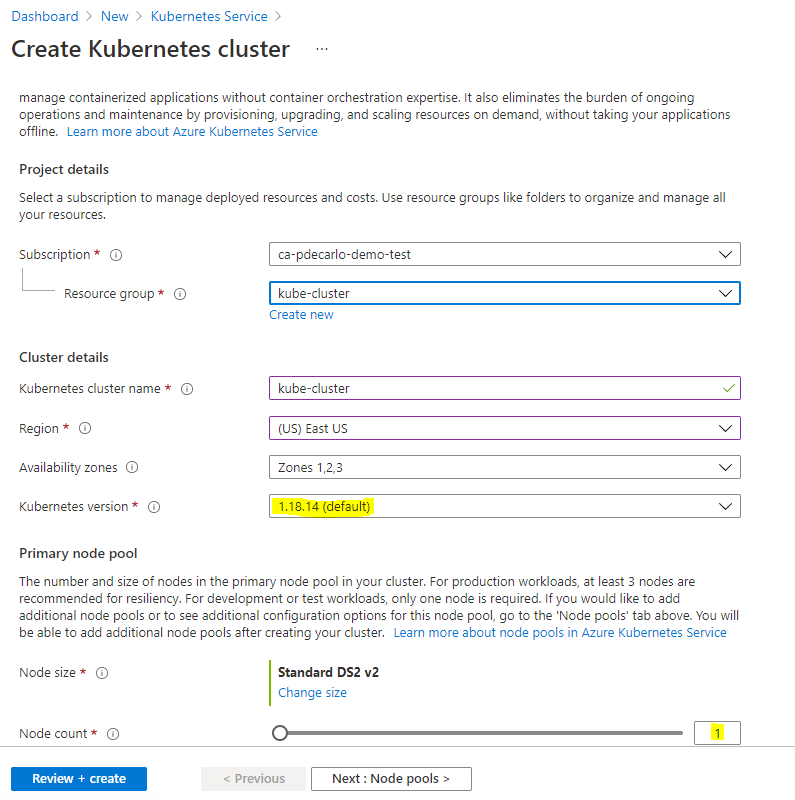 Dashboard > New > Kubernetes Service >
Create Kubernetes cluster ...
manage containerized applications without container orchestration expertise. It also eliminates the burden of ongoing
operations and maintenance by provisioning, upgrading, and scaling resources on demand, without taking your applications
offline. Learn more about Azure Kubernetes Service
Project details
Select a subscription to manage deployed resources and costs. Use resource groups like folders to organize and manage all
your resources.
Subscription * ca-pdecarlo-demo-test
Resource group * kube-cluster
Create new
Cluster details
Kubernetes cluster name * kube-cluster
Region * (US) East US
Availability zones Zones 1,2,3
Kubernetes version * 1.18.14 (default)
Primary node pool
The number and size of nodes in the primary node pool in your cluster. For production workloads, at least 3 nodes are
recommended for resiliency. For development or test workloads, only one node is required. If you would like to add
additional node pools or to see additional configuration options for this node pool, go to the 'Node pools' tab above. You will
be able to add additional node pools after creating your cluster. Learn more about node pools in Azure Kubernetes Service
Node size * Standard DS2 v2
Change size
Node count * 1
Review + create < Previous Next : Node pools >